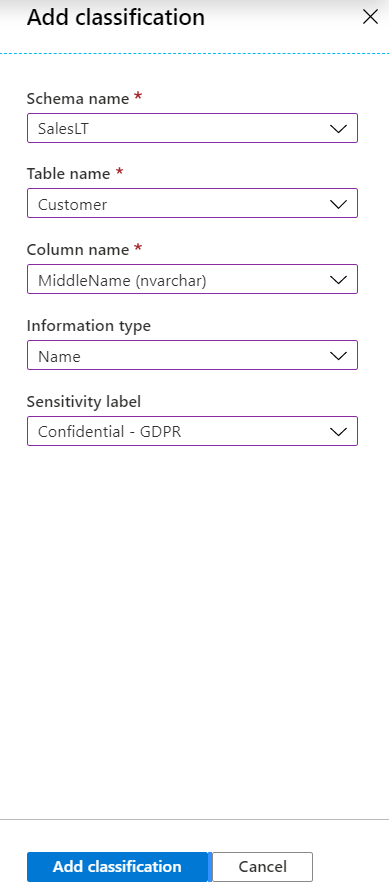 Add classification
Schema name *
SalesLT
Table name *
Customer
Column name *
MiddleName (nvarchar)
Information type
Name
Sensitivity label
Confidential - GDPR
Add classification
Cancel